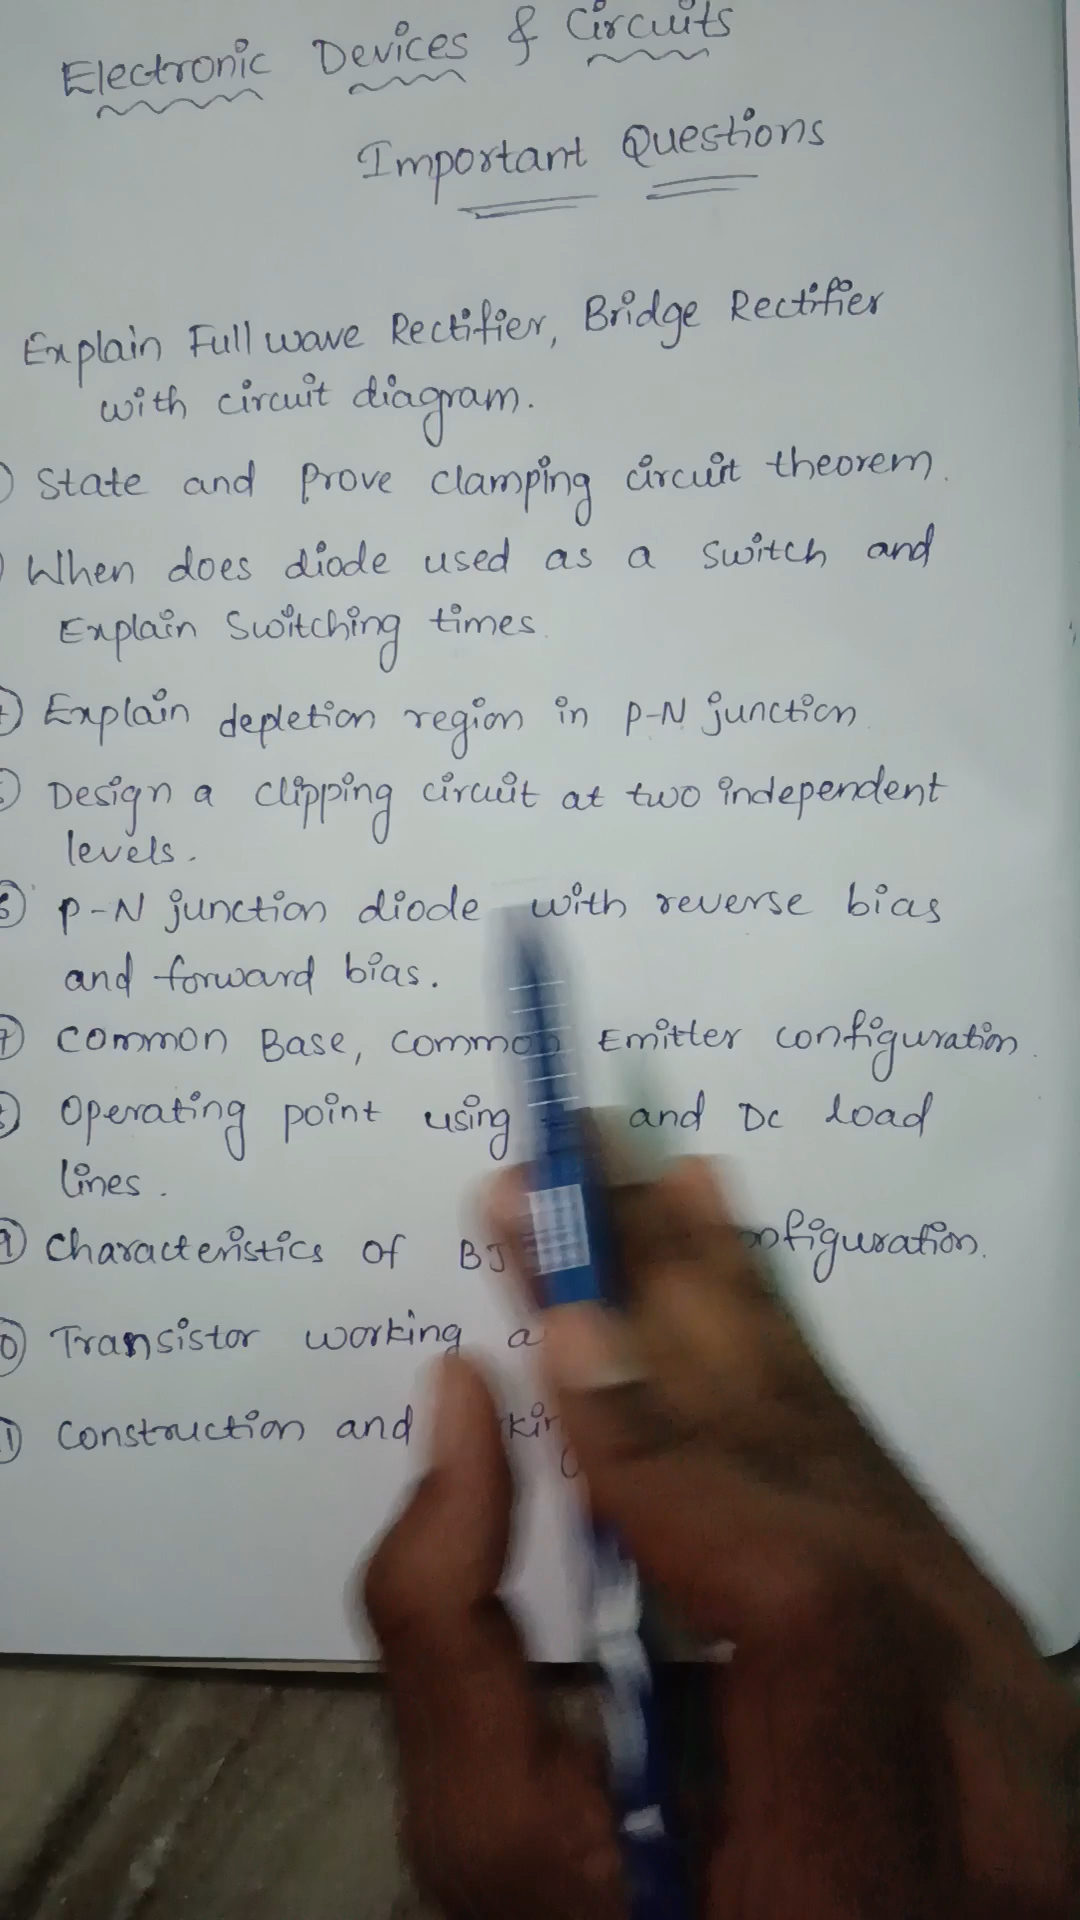 Electronic Devices & Circuits
Important Questions
Explain Full wave Rectifier, Bridge Rectifier
with circuit diagram.
State and Prove clamping circuit theorem.
When does diode used as a switch and
Explain Switching times.
Explain depletion region in P-N junction
Design a clipping circuit at two independent
levels.
P-N junction diode with reverse bias
and forward bias.
7 Common Base, Common Emitter configuration.
Operating point using and DC load
lines.
9 Characteristics of
Transistor working
Construction and